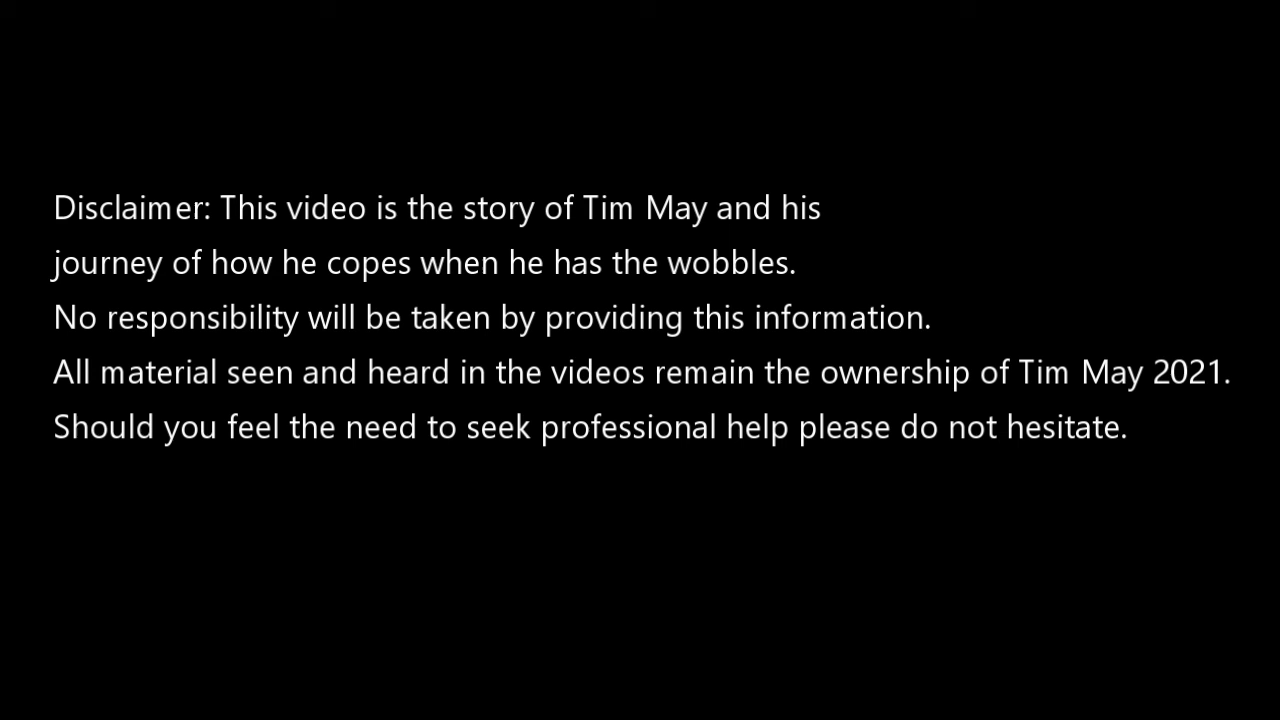 Disclaimer: This video is the story of Tim May and his
journey of how he copes when he has the wobbles.
No responsibility will be taken by providing this information.
All material seen and heard in the videos remain the ownership of Tim May 2021.
Should you feel the need to seek professional help please do not hesitate.